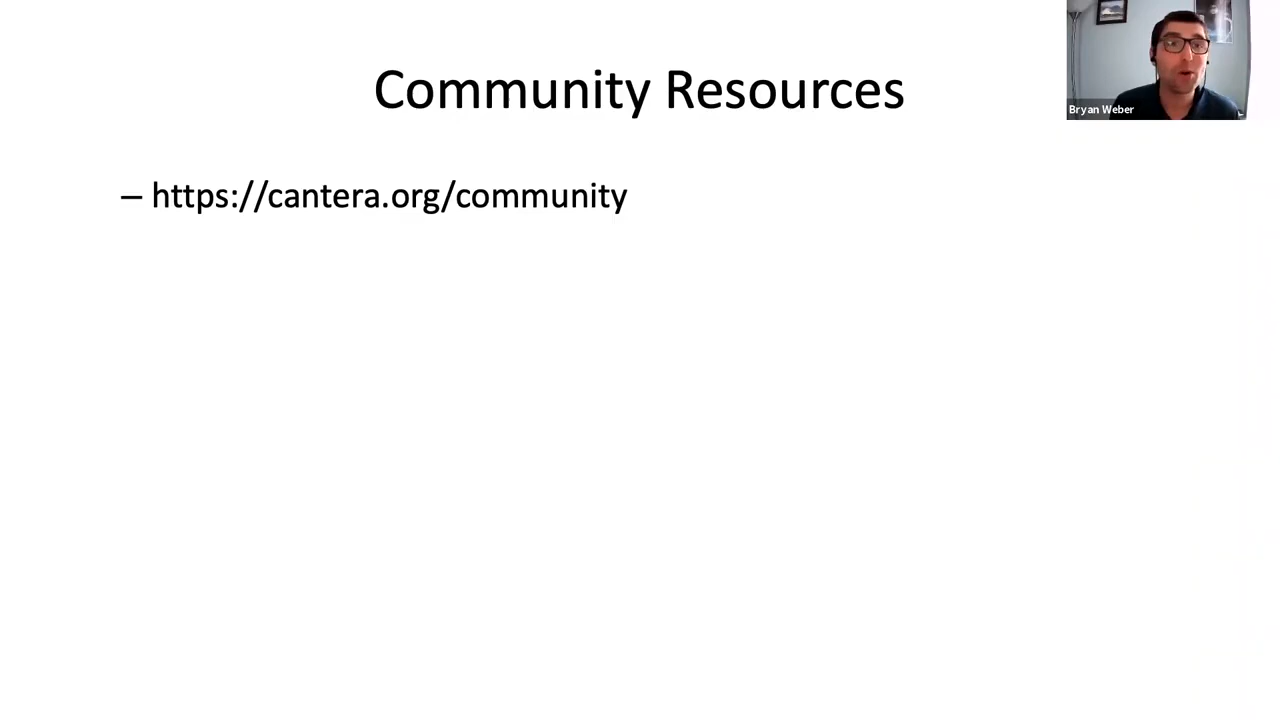 Community Resources
Bryan Weber
– https://cantera.org/community